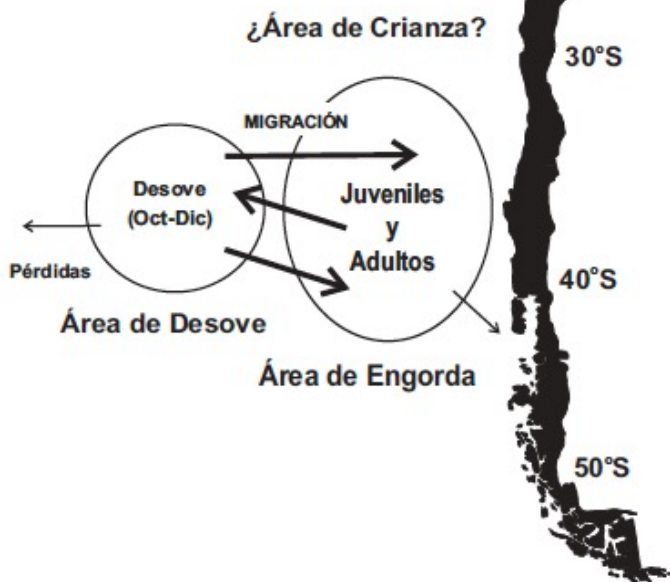 ¿Área de Crianza?
30°S
MIGRACIÓN
Desove
(Oct-Dic)
Juveniles
y
Adultos
Pérdidas
40°S
Área de Desove
Área de Engorda
50°S